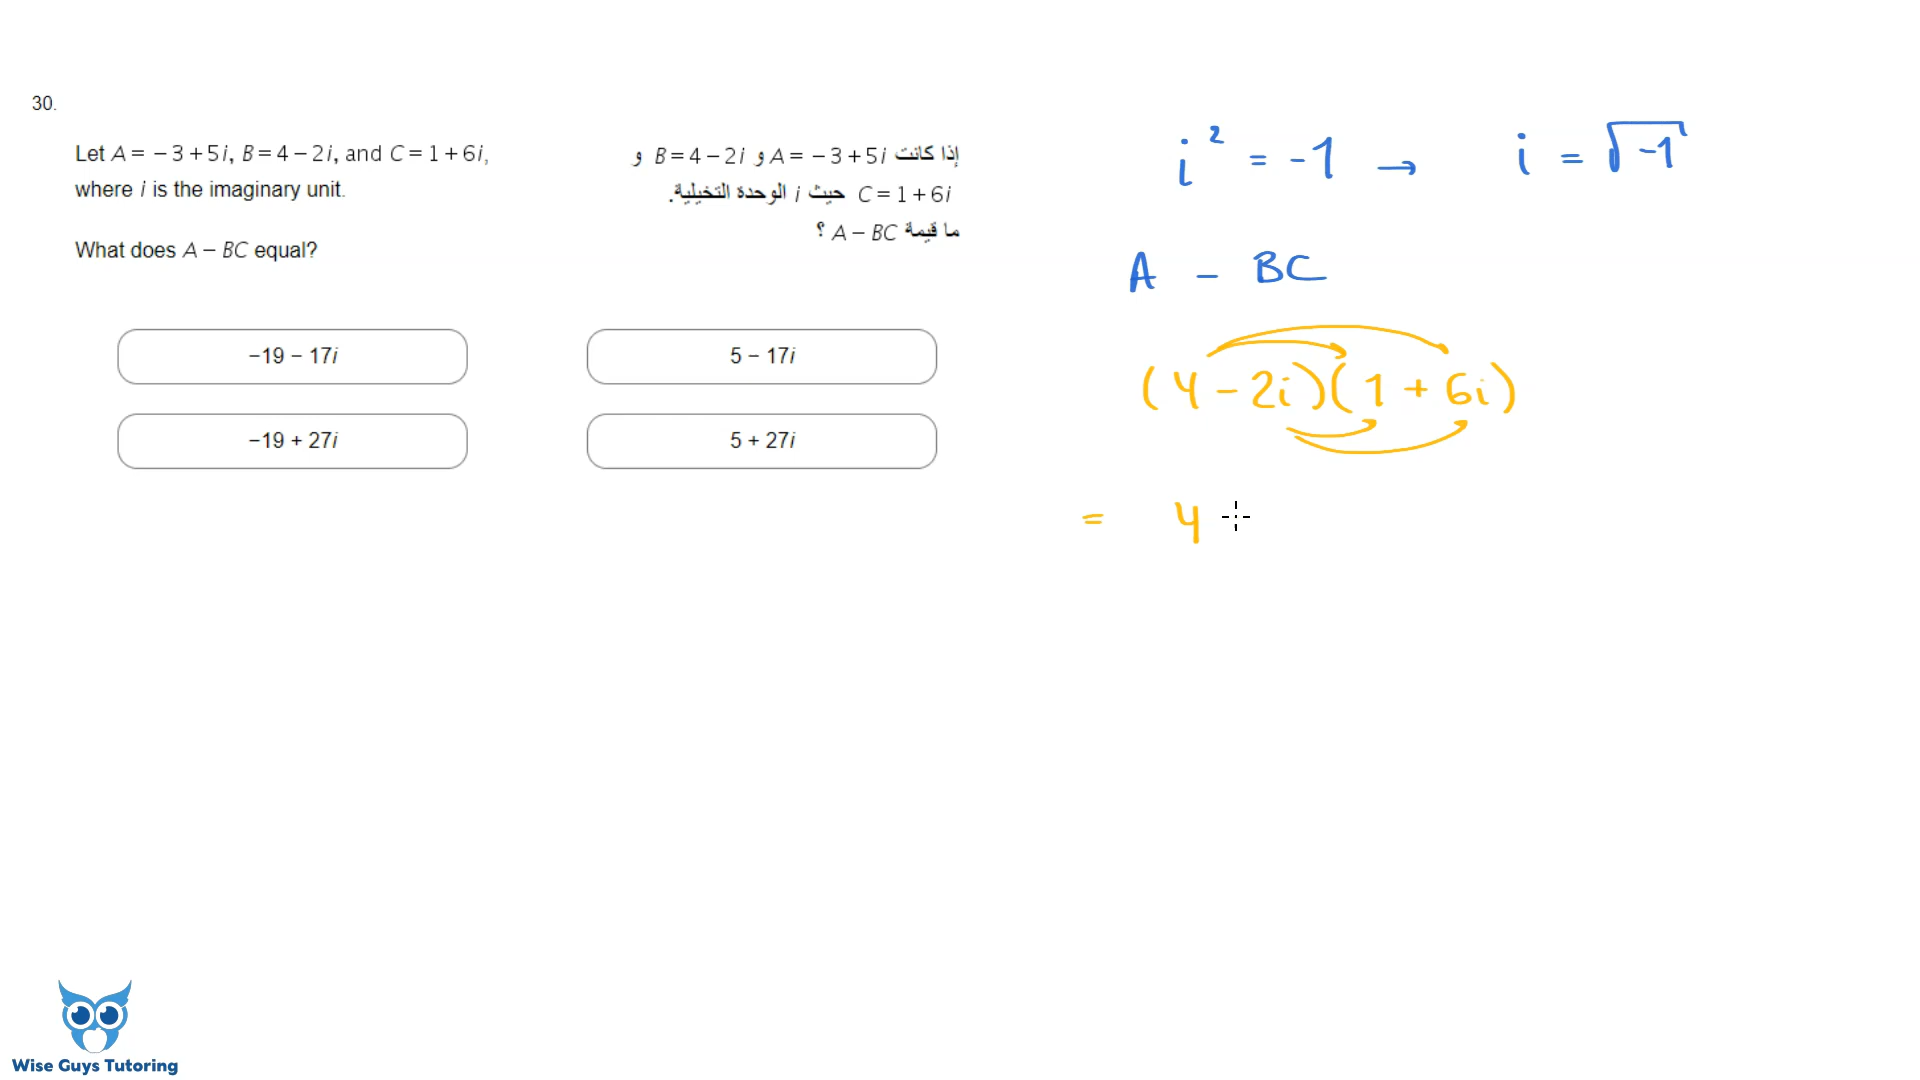 30.
Let A = − 3 + 5i, B = 4 − 2i, and C = 1 + 6i,
where i is the imaginary unit.
What does A − BC equal?
إذا كانت A = − 3 + 5i و B = 4 − 2i و
C = 1 + 6i حيث i الوحدة التخيلية.
ما قيمة A − BC ؟
−19 − 17i
5 − 17i
−19 + 27i
5 + 27i
i² = -1 → i = √-1
A - BC
(4 - 2i)(1 + 6i)
= 4
Wise Guys Tutoring